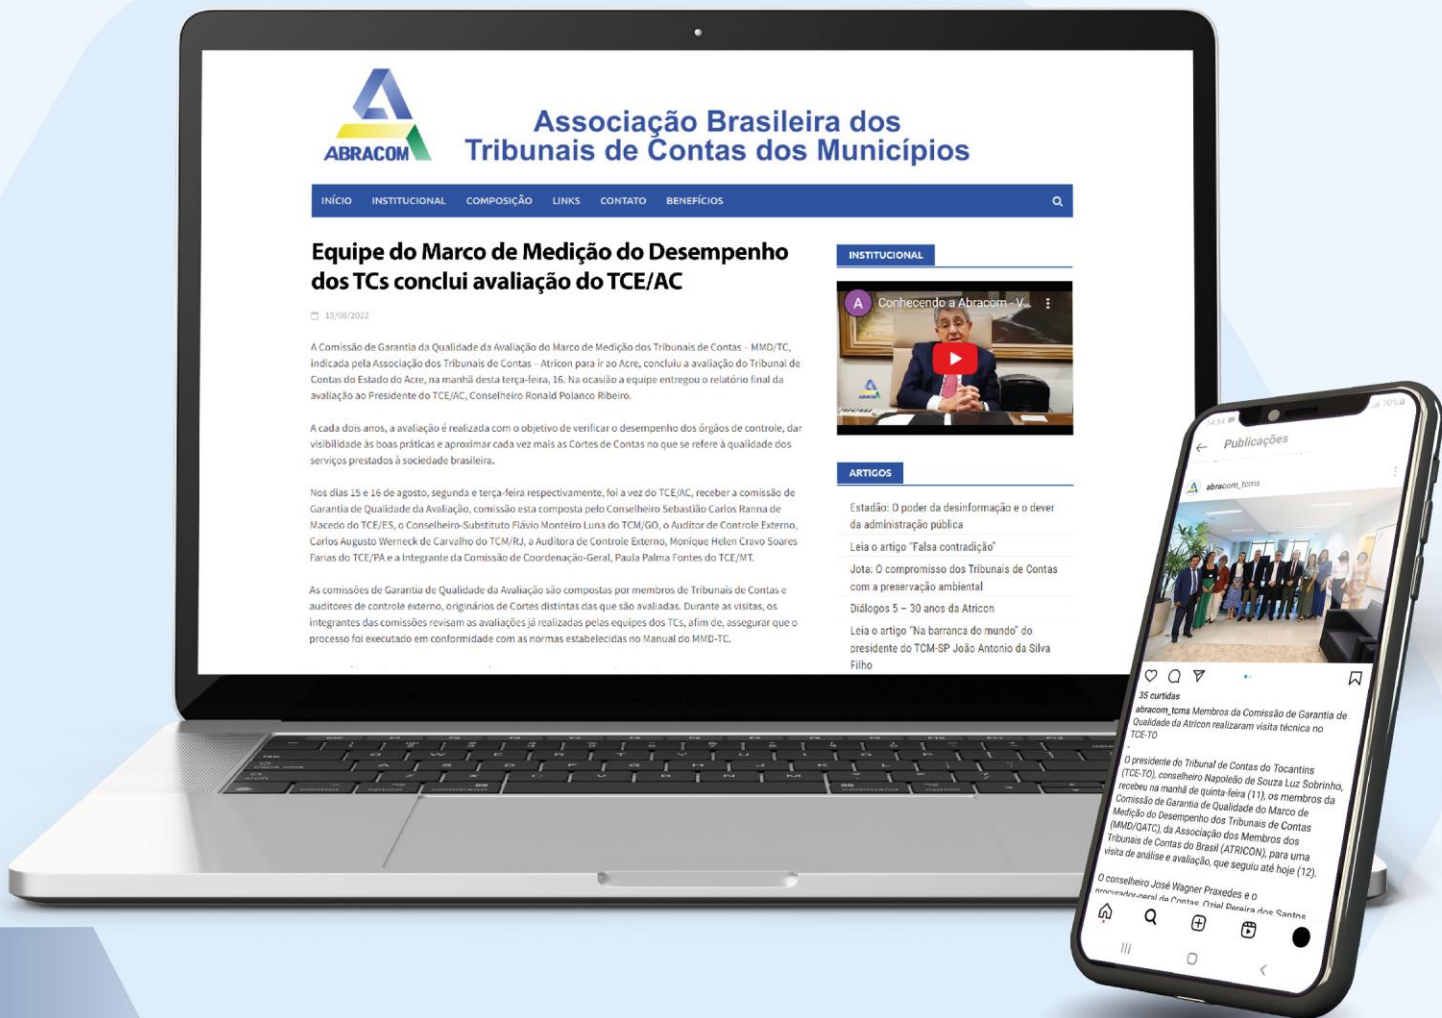 ABRACOM
Associação Brasileira dos
Tribunais de Contas dos Municípios
INÍCIO INSTITUCIONAL COMPOSIÇÃO LINKS CONTATO BENEFÍCIOS
Equipe do Marco de Medição do Desempenho
dos TCs conclui avaliação do TCE/AC
19/08/2022
A Comissão de Garantia da Qualidade da Avaliação do Marco de Medição dos Tribunais de Contas – MMD/TC,
indicada pela Associação dos Tribunais de Contas – Atricon para ir ao Acre, concluiu a avaliação do Tribunal de
Contas do Estado do Acre, na manhã desta terça-feira, 16. Na ocasião a equipe entregou o relatório final da
avaliação ao Presidente do TCE/AC, Conselheiro Ronald Polanco Ribeiro.
A cada dois anos, a avaliação é realizada com o objetivo de verificar o desempenho dos órgãos de controle, dar
visibilidade às boas práticas e aproximar cada vez mais as Cortes de Contas no que se refere à qualidade dos
serviços prestados à sociedade brasileira.
Nos dias 15 e 16 de agosto, segunda e terça-feira respectivamente, foi a vez do TCE/AC, receber a comissão de
Garantia de Qualidade da Avaliação, comissão esta composta pelo Conselheiro Sebastião Carlos Ranna de
Macedo do TCE/ES, o Conselheiro-Substituto Flávio Monteiro Luna do TCM/GO, o Auditor de Controle Externo,
Carlos Augusto Werneck de Carvalho do TCM/RJ, a Auditora de Controle Externo, Monique Helen Cravo Soares
Farias do TCE/PA e a Integrante da Comissão de Coordenação-Geral, Paula Palma Fontes do TCE/MT.
As comissões de Garantia de Qualidade da Avaliação são compostas por membros de Tribunais de Contas e
auditores de controle externo, originários de Cortes distintas das que são avaliadas. Durante as visitas, os
integrantes das comissões revisam as avaliações já realizadas pelas equipes dos TCs, afim de, assegurar que o
processo foi executado em conformidade com as normas estabelecidas no Manual do MMD-TC.
INSTITUCIONAL
A Conhecendo a Abracom - V...
ARTIGOS
Estadão: O poder da desinformação e o dever
da administração pública
Leia o artigo "Falsa contradição"
Jota: O compromisso dos Tribunais de Contas
com a preservação ambiental
Diálogos 5 – 30 anos da Atricon
Leia o artigo "Na barranca do mundo" do
presidente do TCM-SP João Antonio da Silva
Filho
14:54 70%
Publicações
abracom_tcms
35 curtidas
abracom_tcms Membros da Comissão de Garantia de
Qualidade da Atricon realizaram visita técnica no
TCE-TO
-
O presidente do Tribunal de Contas do Tocantins
(TCE-TO), conselheiro Napoleão de Souza Luz Sobrinho,
recebeu na manhã de quinta-feira (11), os membros da
Comissão de Garantia de Qualidade do Marco de
Medição do Desempenho dos Tribunais de Contas
(MMD/QATC), da Associação dos Membros dos
Tribunais de Contas do Brasil (ATRICON), para uma
visita de análise e avaliação, que seguiu até hoje (12).
O conselheiro José Wagner Praxedes e o
procurador-geral de Contas, Oziel Pereira dos Santos